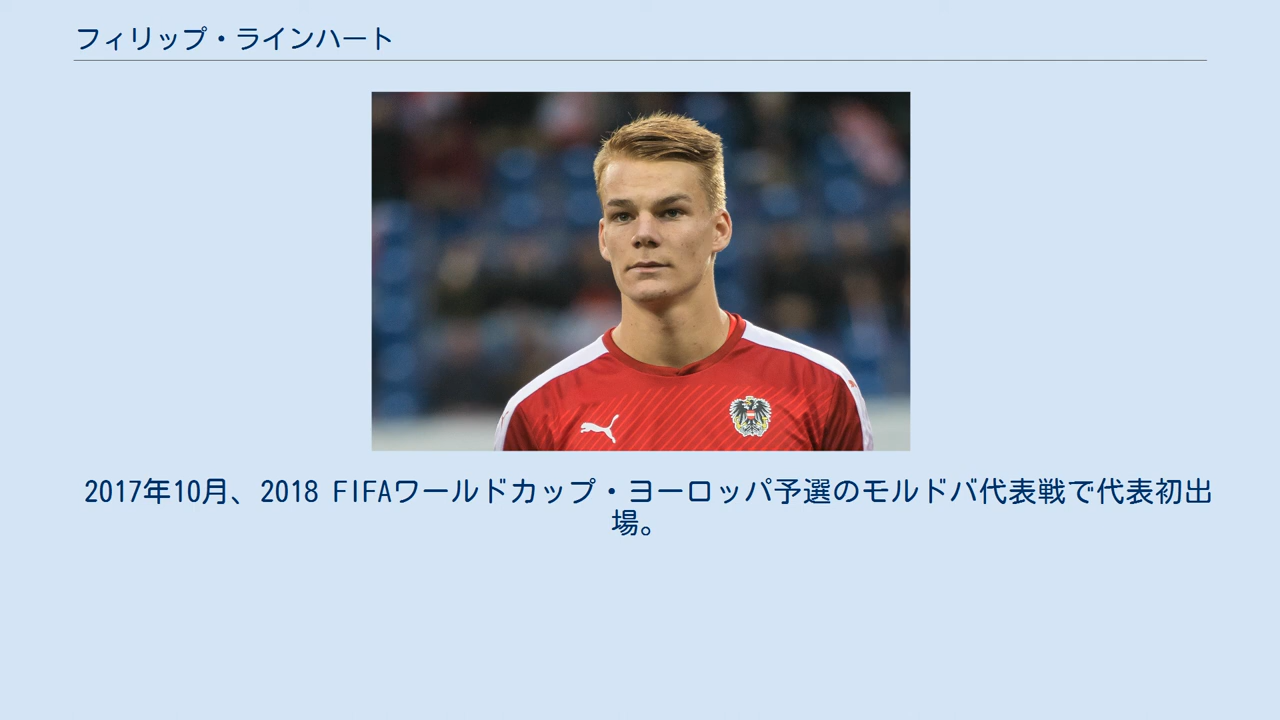 フィリップ・ラインハート
2017年10月、2018 FIFAワールドカップ・ヨーロッパ予選のモルドバ代表戦で代表初出
場。